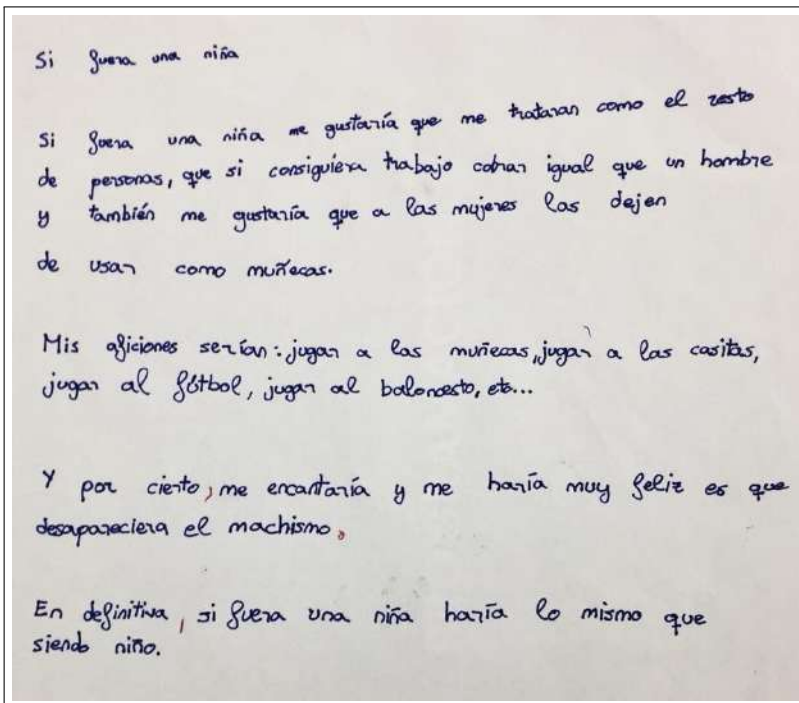 Si fuera una niña
Si fuera una niña me gustaría que me trataran como el resto
de personas, que si consiguiera trabajo cobrar igual que un hombre
y también me gustaría que a las mujeres las dejen
de usar como muñecas.
Mis aficiones serían: jugar a las muñecas, jugar a las casitas,
jugar al fútbol, jugar al baloncesto, etc...
Y por cierto, me encantaría y me haría muy feliz es que
desapareciera el machismo.
En definitiva, si fuera una niña haría lo mismo que
siendo niño.